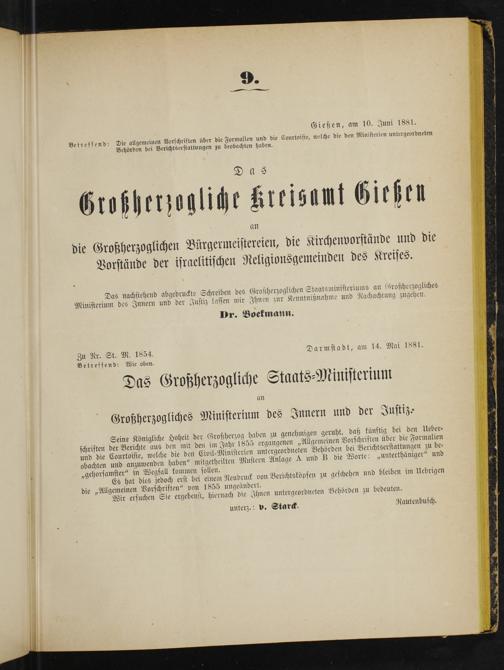 9.
Gießen, am 10. Juni 1881.
Betreffend: Die allgemeinen Vorschriften über die Formalien und die Courtoisie, welche die den Ministerien untergeordneten
Behörden bei Berichtserstattungen zu beobachten haben.
Das
Großherzogliche Kreisamt Gießen
an
die Großherzoglichen Bürgermeistereien, die Kirchenvorstände und die
Vorstände der israelitischen Religionsgemeinden des Kreises.
Das nachstehend abgedruckte Schreiben des Großherzoglichen Staatsministeriums an Großherzogliches
Ministerium des Innern und der Justiz lassen wir Ihnen zur Kenntnißnahme und Nachachtung zugehen.
Dr. Boekmann.
Zu Nr. St. M. 1854.
Darmstadt, am 14. Mai 1881.
Betreffend: Wie oben.
Das Großherzogliche Staats-Ministerium
an
Großherzogliches Ministerium des Innern und der Justiz.
Seine Königliche Hoheit der Großherzog haben zu genehmigen geruht, daß künftig bei den Ueber-
schriften der Berichte aus den mit den im Jahr 1855 ergangenen „Allgemeinen Vorschriften über die Formalien
und die Courtoisie, welche die den Civil-Ministerien untergeordneten Behörden bei Berichtserstattungen zu be-
obachten und anzuwenden haben“ mitgetheilten Mustern Anlage A und B die Worte: „unterthäniger“ und
„gehorsamster“ in Wegfall kommen sollen.
Es hat dies jedoch erst bei einem Neudruck von Berichtsköpfen zu geschehen und bleiben im Uebrigen
die „Allgemeinen Vorschriften“ von 1855 ungeändert.
Wir ersuchen Sie ergebenst, hiernach die Ihnen untergeordneten Behörden zu bedeuten.
unterz.: v. Starck.
Rautenbusch.